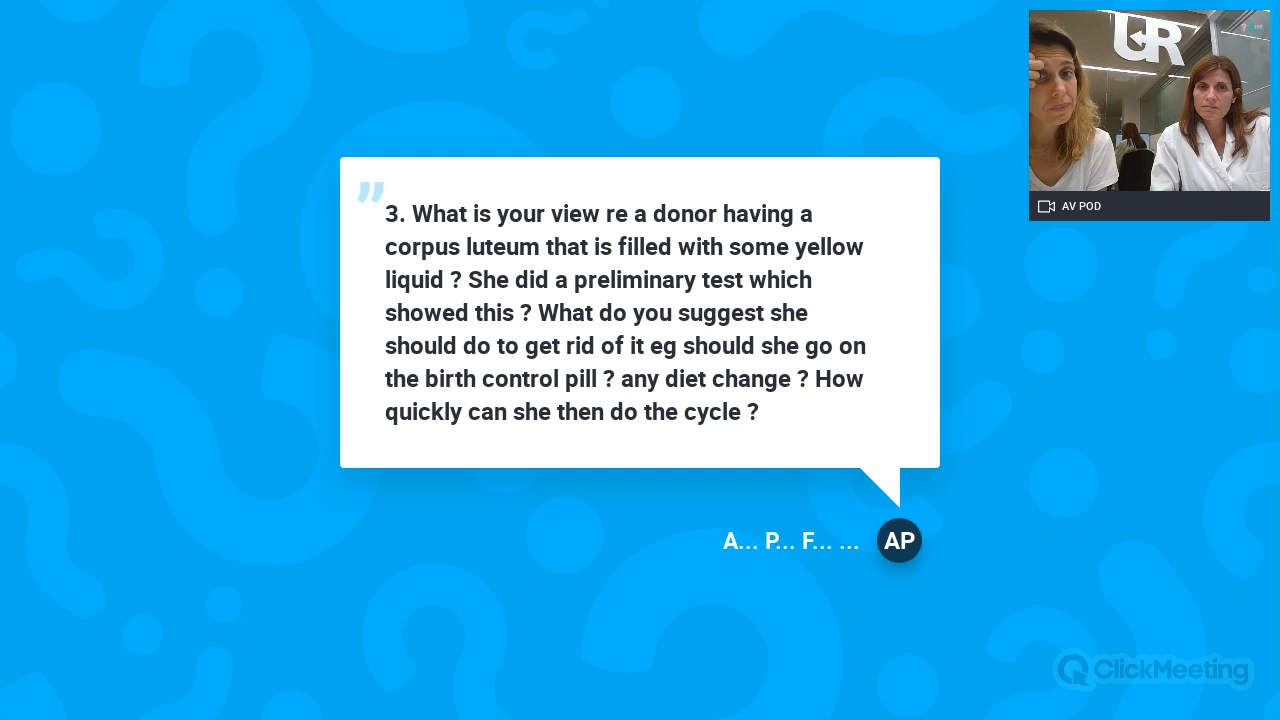 UR
AV POD
”
3. What is your view re a donor having a
corpus luteum that is filled with some yellow
liquid ? She did a preliminary test which
showed this ? What do you suggest she
should do to get rid of it eg should she go on
the birth control pill ? any diet change ? How
quickly can she then do the cycle ?
A... P... F... ...
AP
ClickMeeting